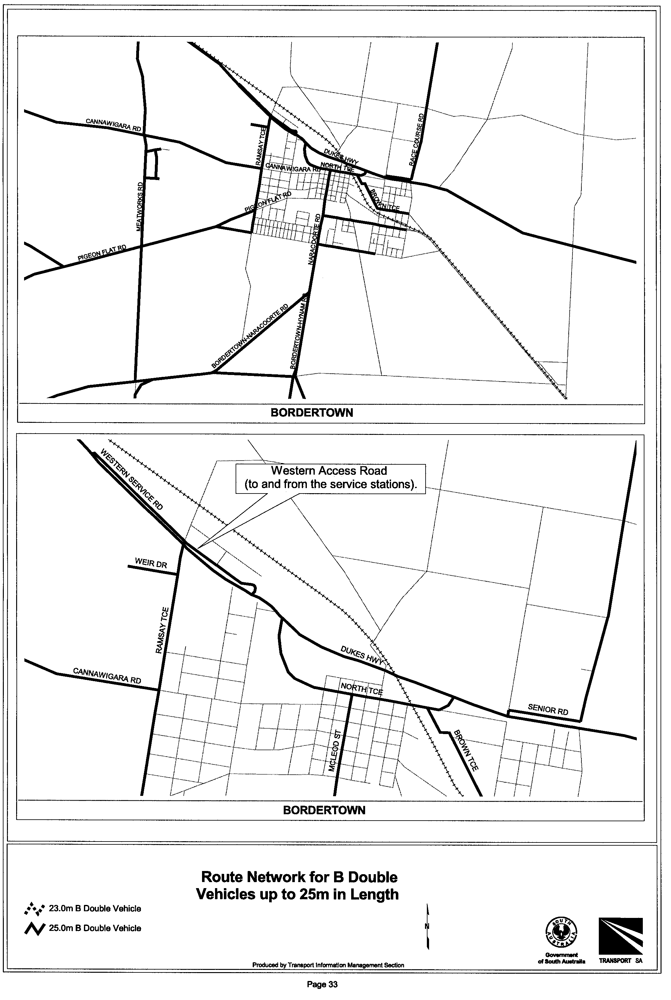 CANNAWIGARA RD
RAMSAY TCE
RACE COURSE RD
DUKES HWY
CANNAWIGARA RD
NORTH TCE
MEATWORKS RD
PIGEON FLAT RD
BROWN TCE
NARACOORTE RD
PIGEON FLAT RD
BORDERTOWN-NARACOORTE RD
BORDERTOWN-HYNAM RD
BORDERTOWN
WESTERN SERVICE RD
Western Access Road
(to and from the service stations).
WEIR DR
RAMSAY TCE
DUKES HWY
CANNAWIGARA RD
NORTH TCE
SENIOR RD
MCLEOD ST
BROWN TCE
BORDERTOWN
Route Network for B Double
Vehicles up to 25m in Length
23.0m B Double Vehicle
25.0m B Double Vehicle
N
SOUTH AUSTRALIA
Government
of South Australia
TRANSPORT SA
Produced by Transport Information Management Section
Page 33